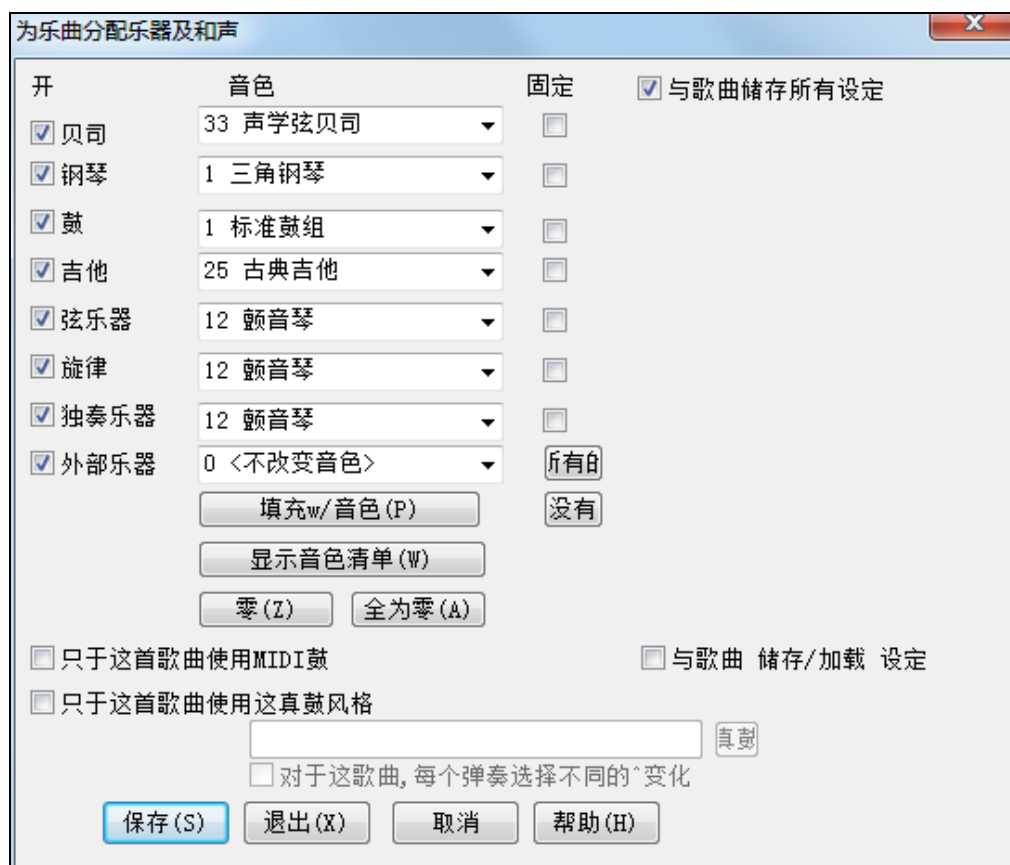 为乐曲分配乐器及和声
开 音色 固定 与歌曲储存所有设定
贝司 33 声学弦贝司
钢琴 1 三角钢琴
鼓 1 标准鼓组
吉他 25 古典吉他
弦乐器 12 颤音琴
旋律 12 颤音琴
独奏乐器 12 颤音琴
外部乐器 0 <不改变音色> 所有的
填充w/音色(P) 没有
显示音色清单(W)
零(Z) 全为零(A)
只于这首歌曲使用MIDI鼓 与歌曲 储存/加载 设定
只于这首歌曲使用这真鼓风格
真鼓
对于这歌曲,每个弹奏选择不同的^变化
保存(S) 退出(X) 取消 帮助(H)